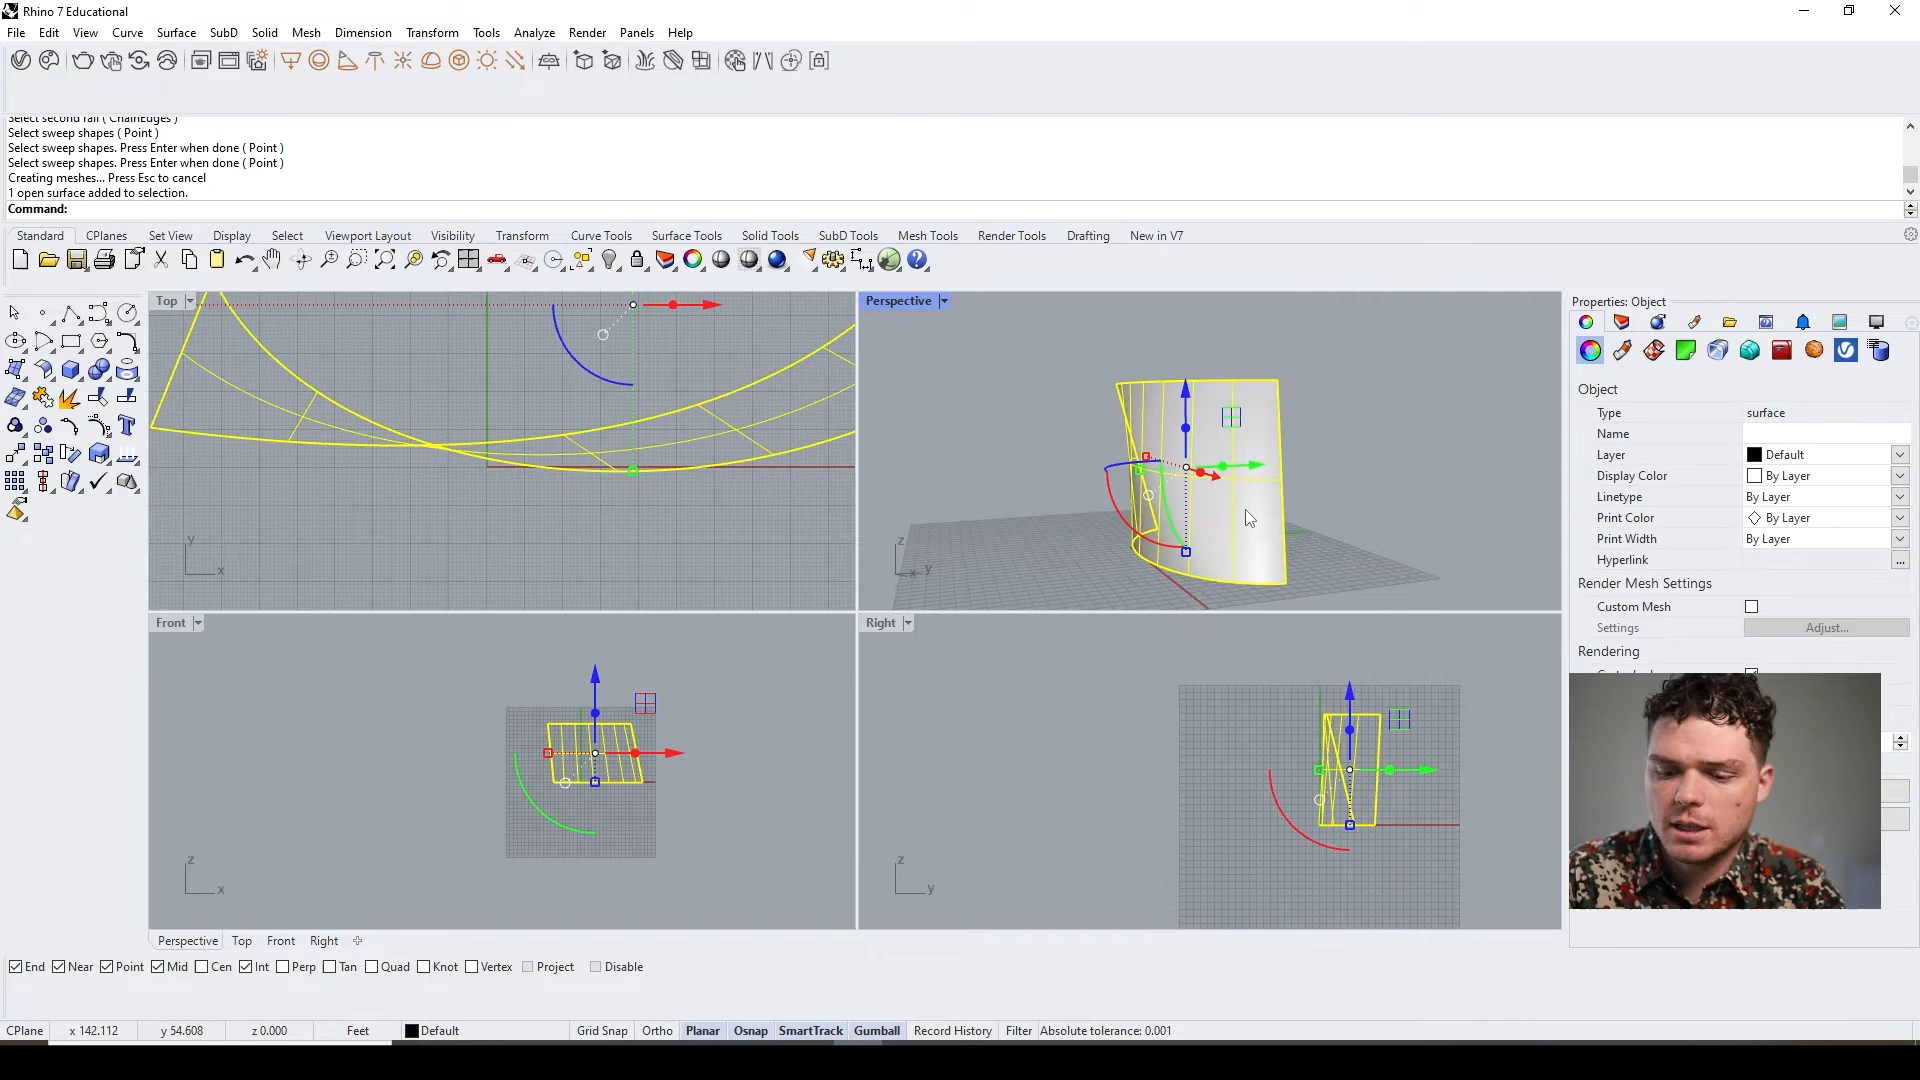 Rhino 7 Educational
File Edit View Curve Surface SubD Solid Mesh Dimension Transform Tools Analyze Render Panels Help
Select second rail ( ChainEdges )
Select sweep shapes ( Point )
Select sweep shapes. Press Enter when done ( Point )
Select sweep shapes. Press Enter when done ( Point )
Creating meshes... Press Esc to cancel
1 open surface added to selection.
Command:
Standard CPlanes Set View Display Select Viewport Layout Visibility Transform Curve Tools Surface Tools Solid Tools SubD Tools Mesh Tools Render Tools Drafting New in V7
Top
Perspective
Properties: Object
Object
Type surface
Name
Layer Default
Display Color By Layer
Linetype By Layer
Print Color By Layer
Print Width By Layer
Hyperlink ...
Render Mesh Settings
Custom Mesh
Settings Adjust...
Rendering
y
x
z
x y
Front
Right
z
x
z
y
Perspective Top Front Right
End Near Point Mid Cen Int Perp Tan Quad Knot Vertex Project Disable
CPlane x 142.112 y 54.608 z 0.000 Feet Default Grid Snap Ortho Planar Osnap SmartTrack Gumball Record History Filter Absolute tolerance: 0.001